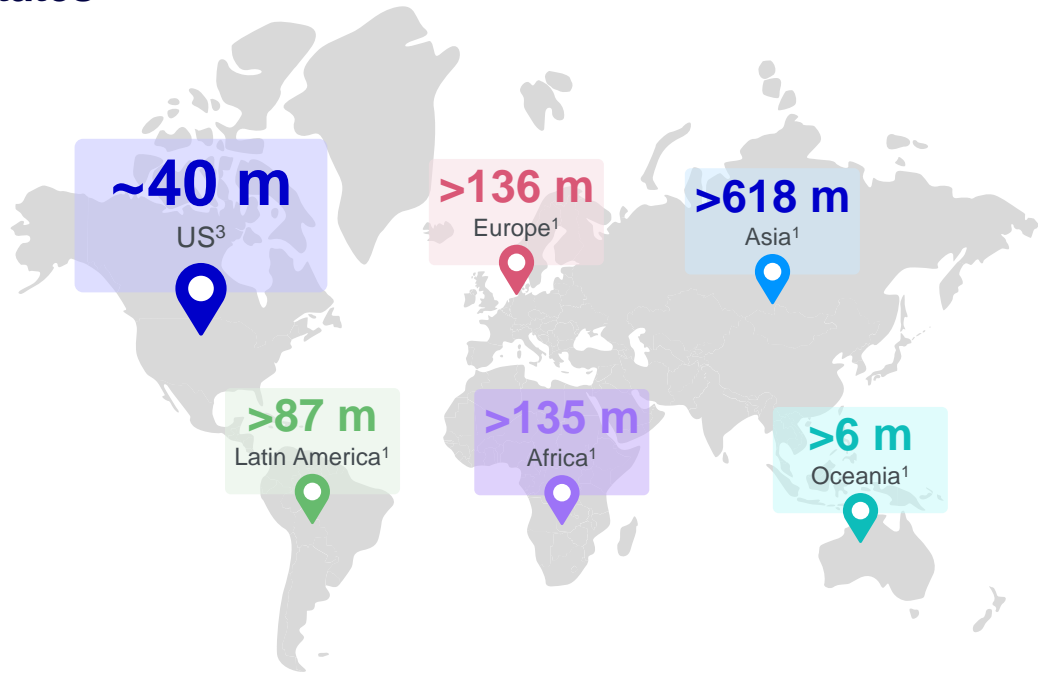 ~40 m
US³
>136 m
Europe¹
>618 m
Asia¹
>87 m
Latin America¹
>135 m
Africa¹
>6 m
Oceania¹